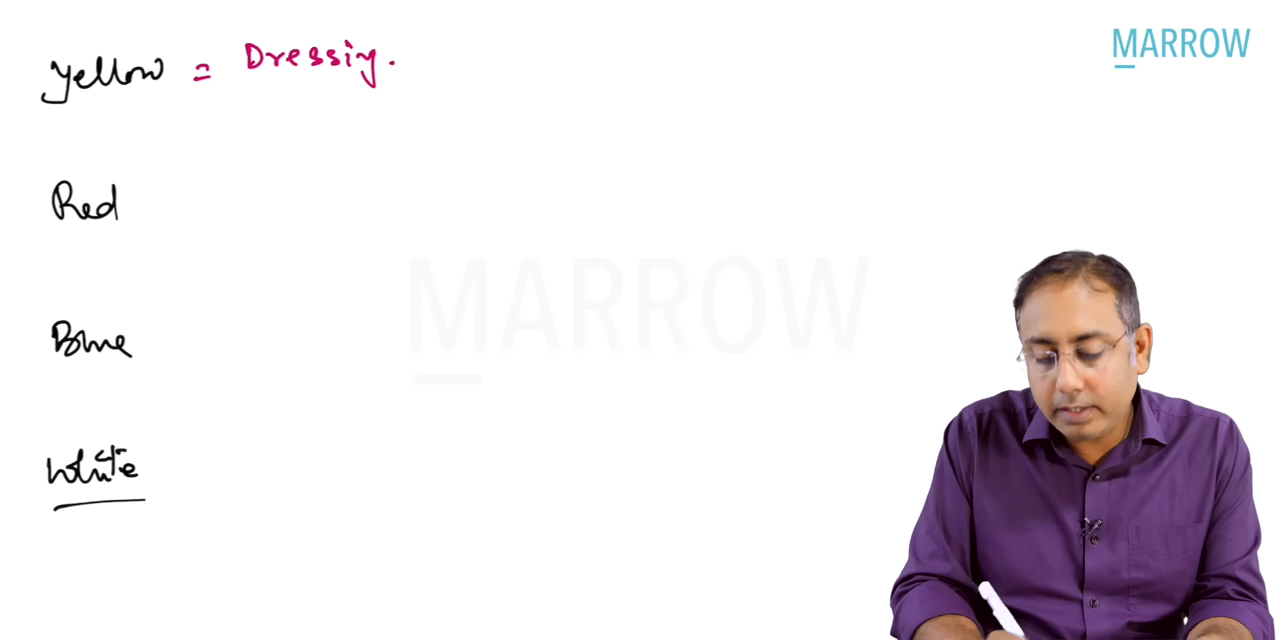 MARROW
Yellow = Dressing.
Red
MARROW
Blue
White